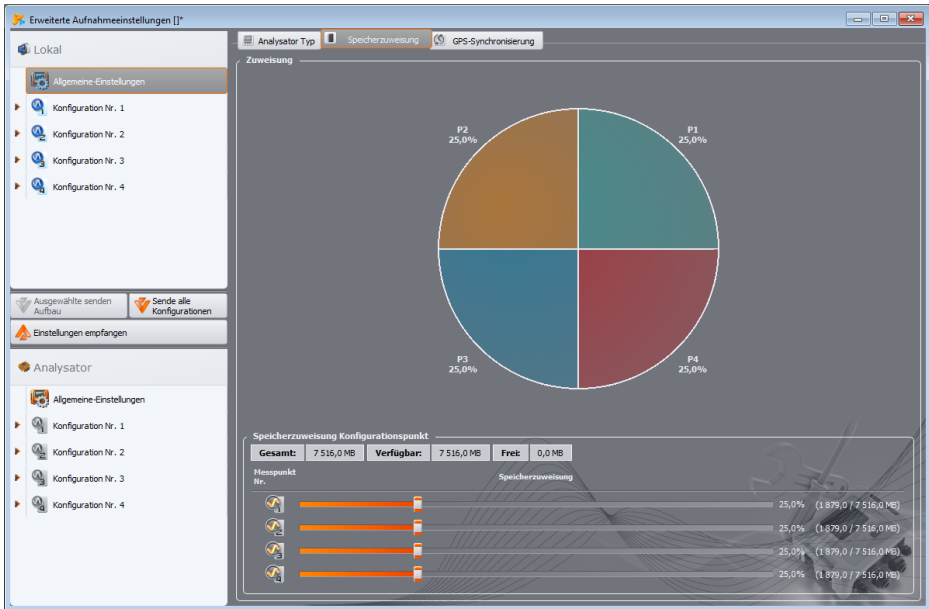 Erweiterte Aufnahmeeinstellungen []*
Lokal
Allgemeine-Einstellungen
Konfiguration Nr. 1
Konfiguration Nr. 2
Konfiguration Nr. 3
Konfiguration Nr. 4
Ausgewählte senden
Aufbau
Sende alle
Konfigurationen
Einstellungen empfangen
Analysator
Allgemeine-Einstellungen
Konfiguration Nr. 1
Konfiguration Nr. 2
Konfiguration Nr. 3
Konfiguration Nr. 4
Analysator Typ
Speicherzuweisung
GPS-Synchronisierung
Zuweisung
P2
25,0%
P1
25,0%
P3
25,0%
P4
25,0%
Speicherzuweisung Konfigurationspunkt
Gesamt: 7 516,0 MB Verfügbar: 7 516,0 MB Frei: 0,0 MB
Messpunkt
Nr.
Speicherzuweisung
1 25,0% (1 879,0 / 7 516,0 MB)
2 25,0% (1 879,0 / 7 516,0 MB)
3 25,0% (1 879,0 / 7 516,0 MB)
4 25,0% (1 879,0 / 7 516,0 MB)